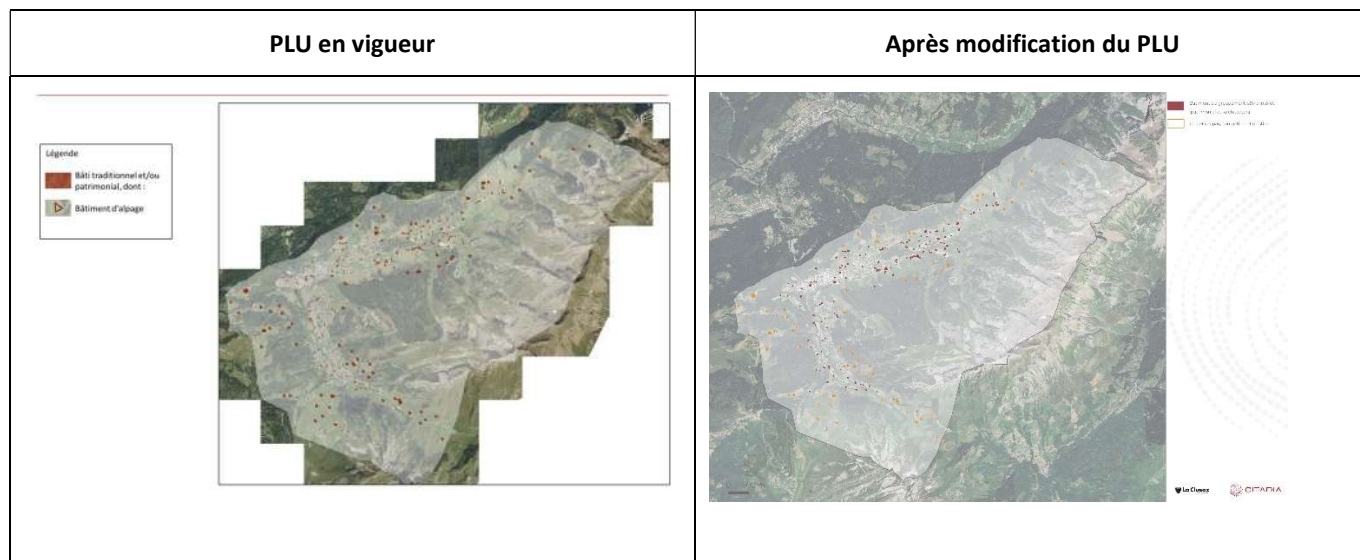 PLU en vigueur
Après modification du PLU
Légende
Bâti traditionnel et/ou
patrimonial, dont :
Bâtiment d'alpage
La Clusaz
CITADIA